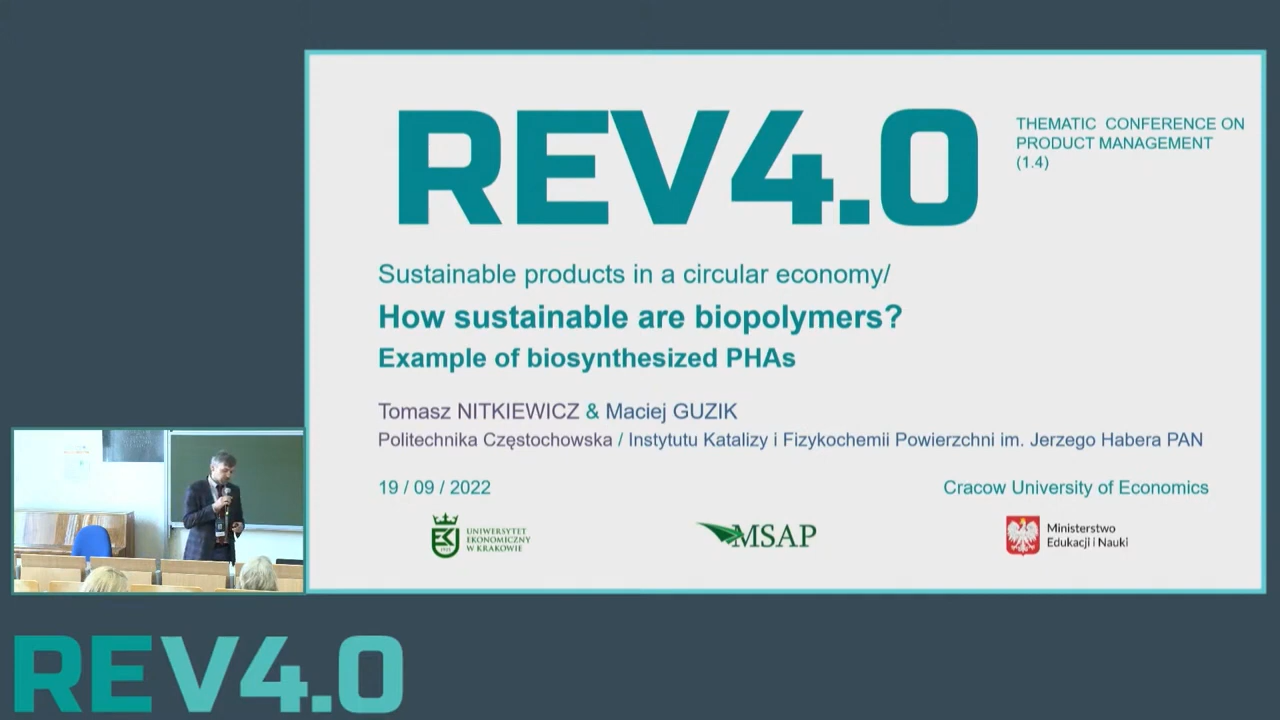 REV4.0
THEMATIC CONFERENCE ON
PRODUCT MANAGEMENT
(1.4)
Sustainable products in a circular economy/
How sustainable are biopolymers?
Example of biosynthesized PHAs
Tomasz NITKIEWICZ & Maciej GUZIK
Politechnika Częstochowska / Instytutu Katalizy i Fizykochemii Powierzchni im. Jerzego Habera PAN
19 / 09 / 2022
Cracow University of Economics
UNIWERSYTET
EKONOMICZNY
W KRAKOWIE
MSAP
Ministerstwo
Edukacji i Nauki
REV4.0